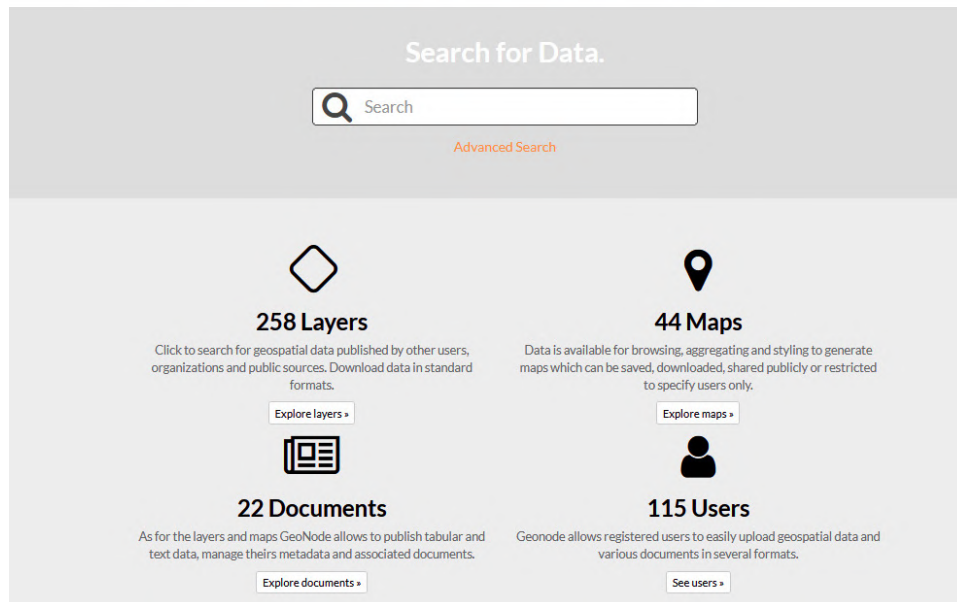 Search for Data.
Search
Advanced Search
258 Layers
Click to search for geospatial data published by other users,
organizations and public sources. Download data in standard
formats.
Explore layers »
44 Maps
Data is available for browsing, aggregating and styling to generate
maps which can be saved, downloaded, shared publicly or restricted
to specify users only.
Explore maps »
22 Documents
As for the layers and maps GeoNode allows to publish tabular and
text data, manage theirs metadata and associated documents.
Explore documents »
115 Users
Geonode allows registered users to easily upload geospatial data and
various documents in several formats.
See users »